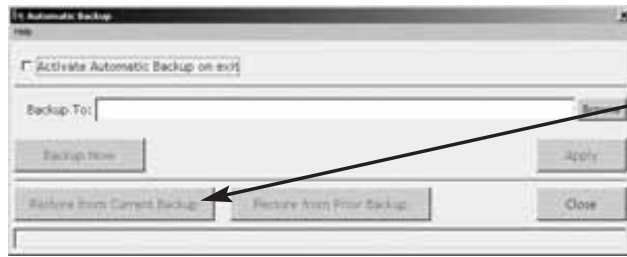 Automatic Backup
Help
Activate Automatic Backup on exit
Backup To: Browse
Backup Now Apply
Restore from Current Backup Restore from Prior Backup Close